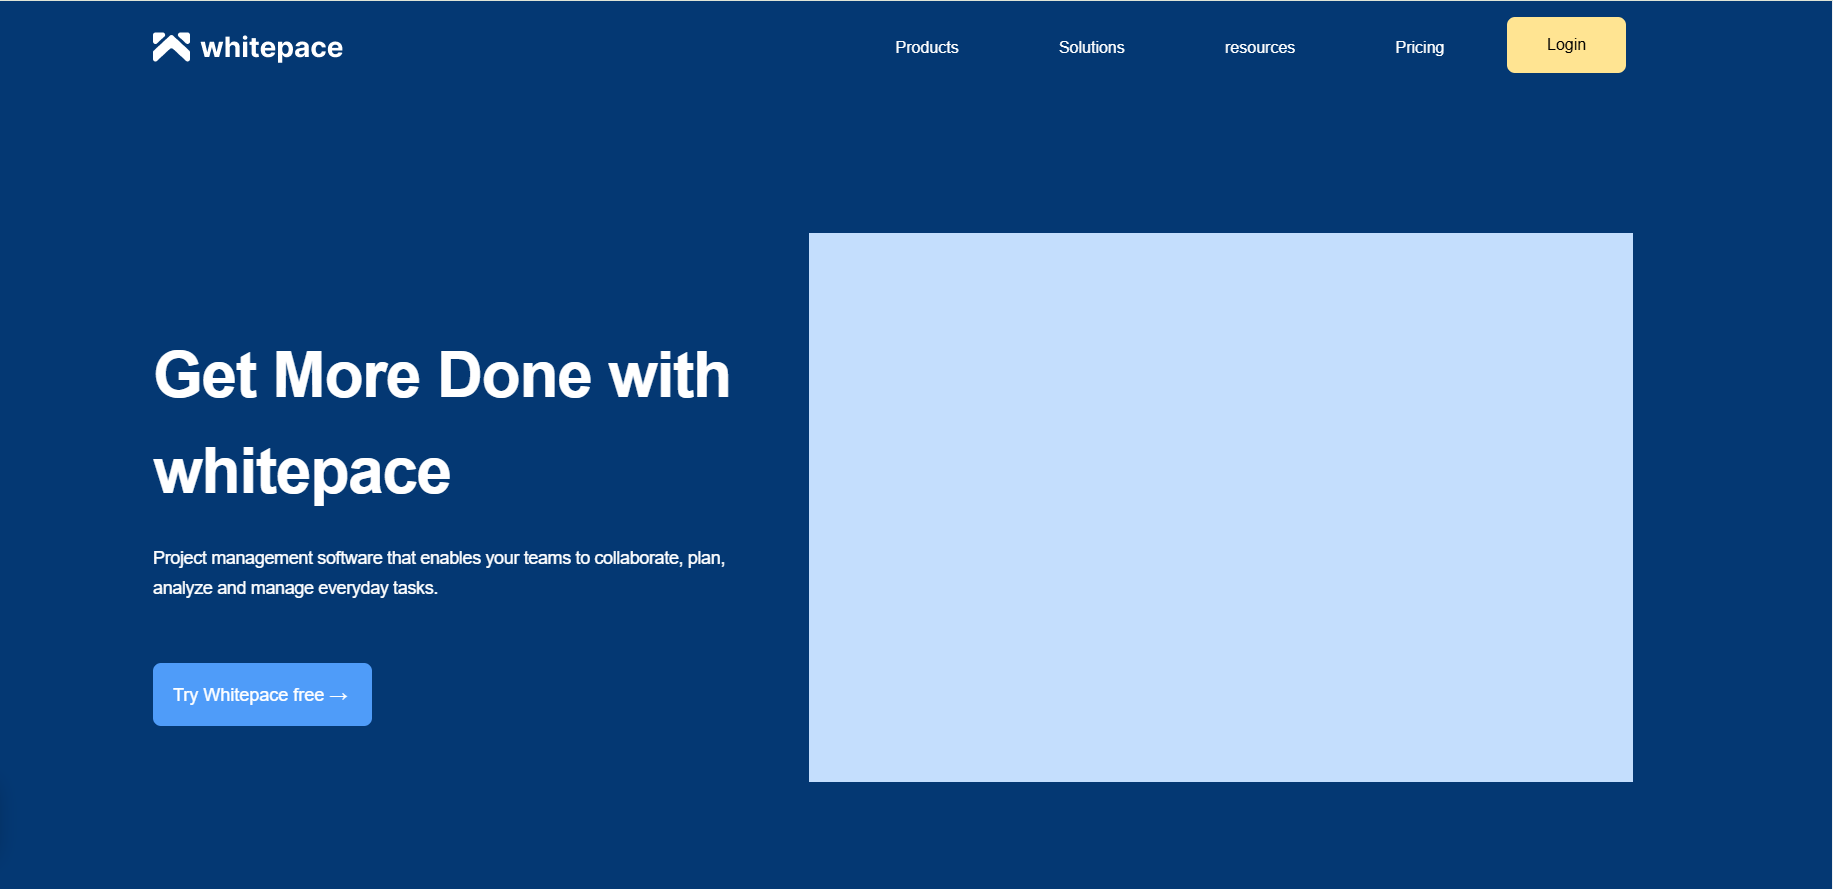 whitepace
Products
Solutions
resources
Pricing
Login
Get More Done with
whitepace
Project management software that enables your teams to collaborate, plan,
analyze and manage everyday tasks.
Try Whitepace free →